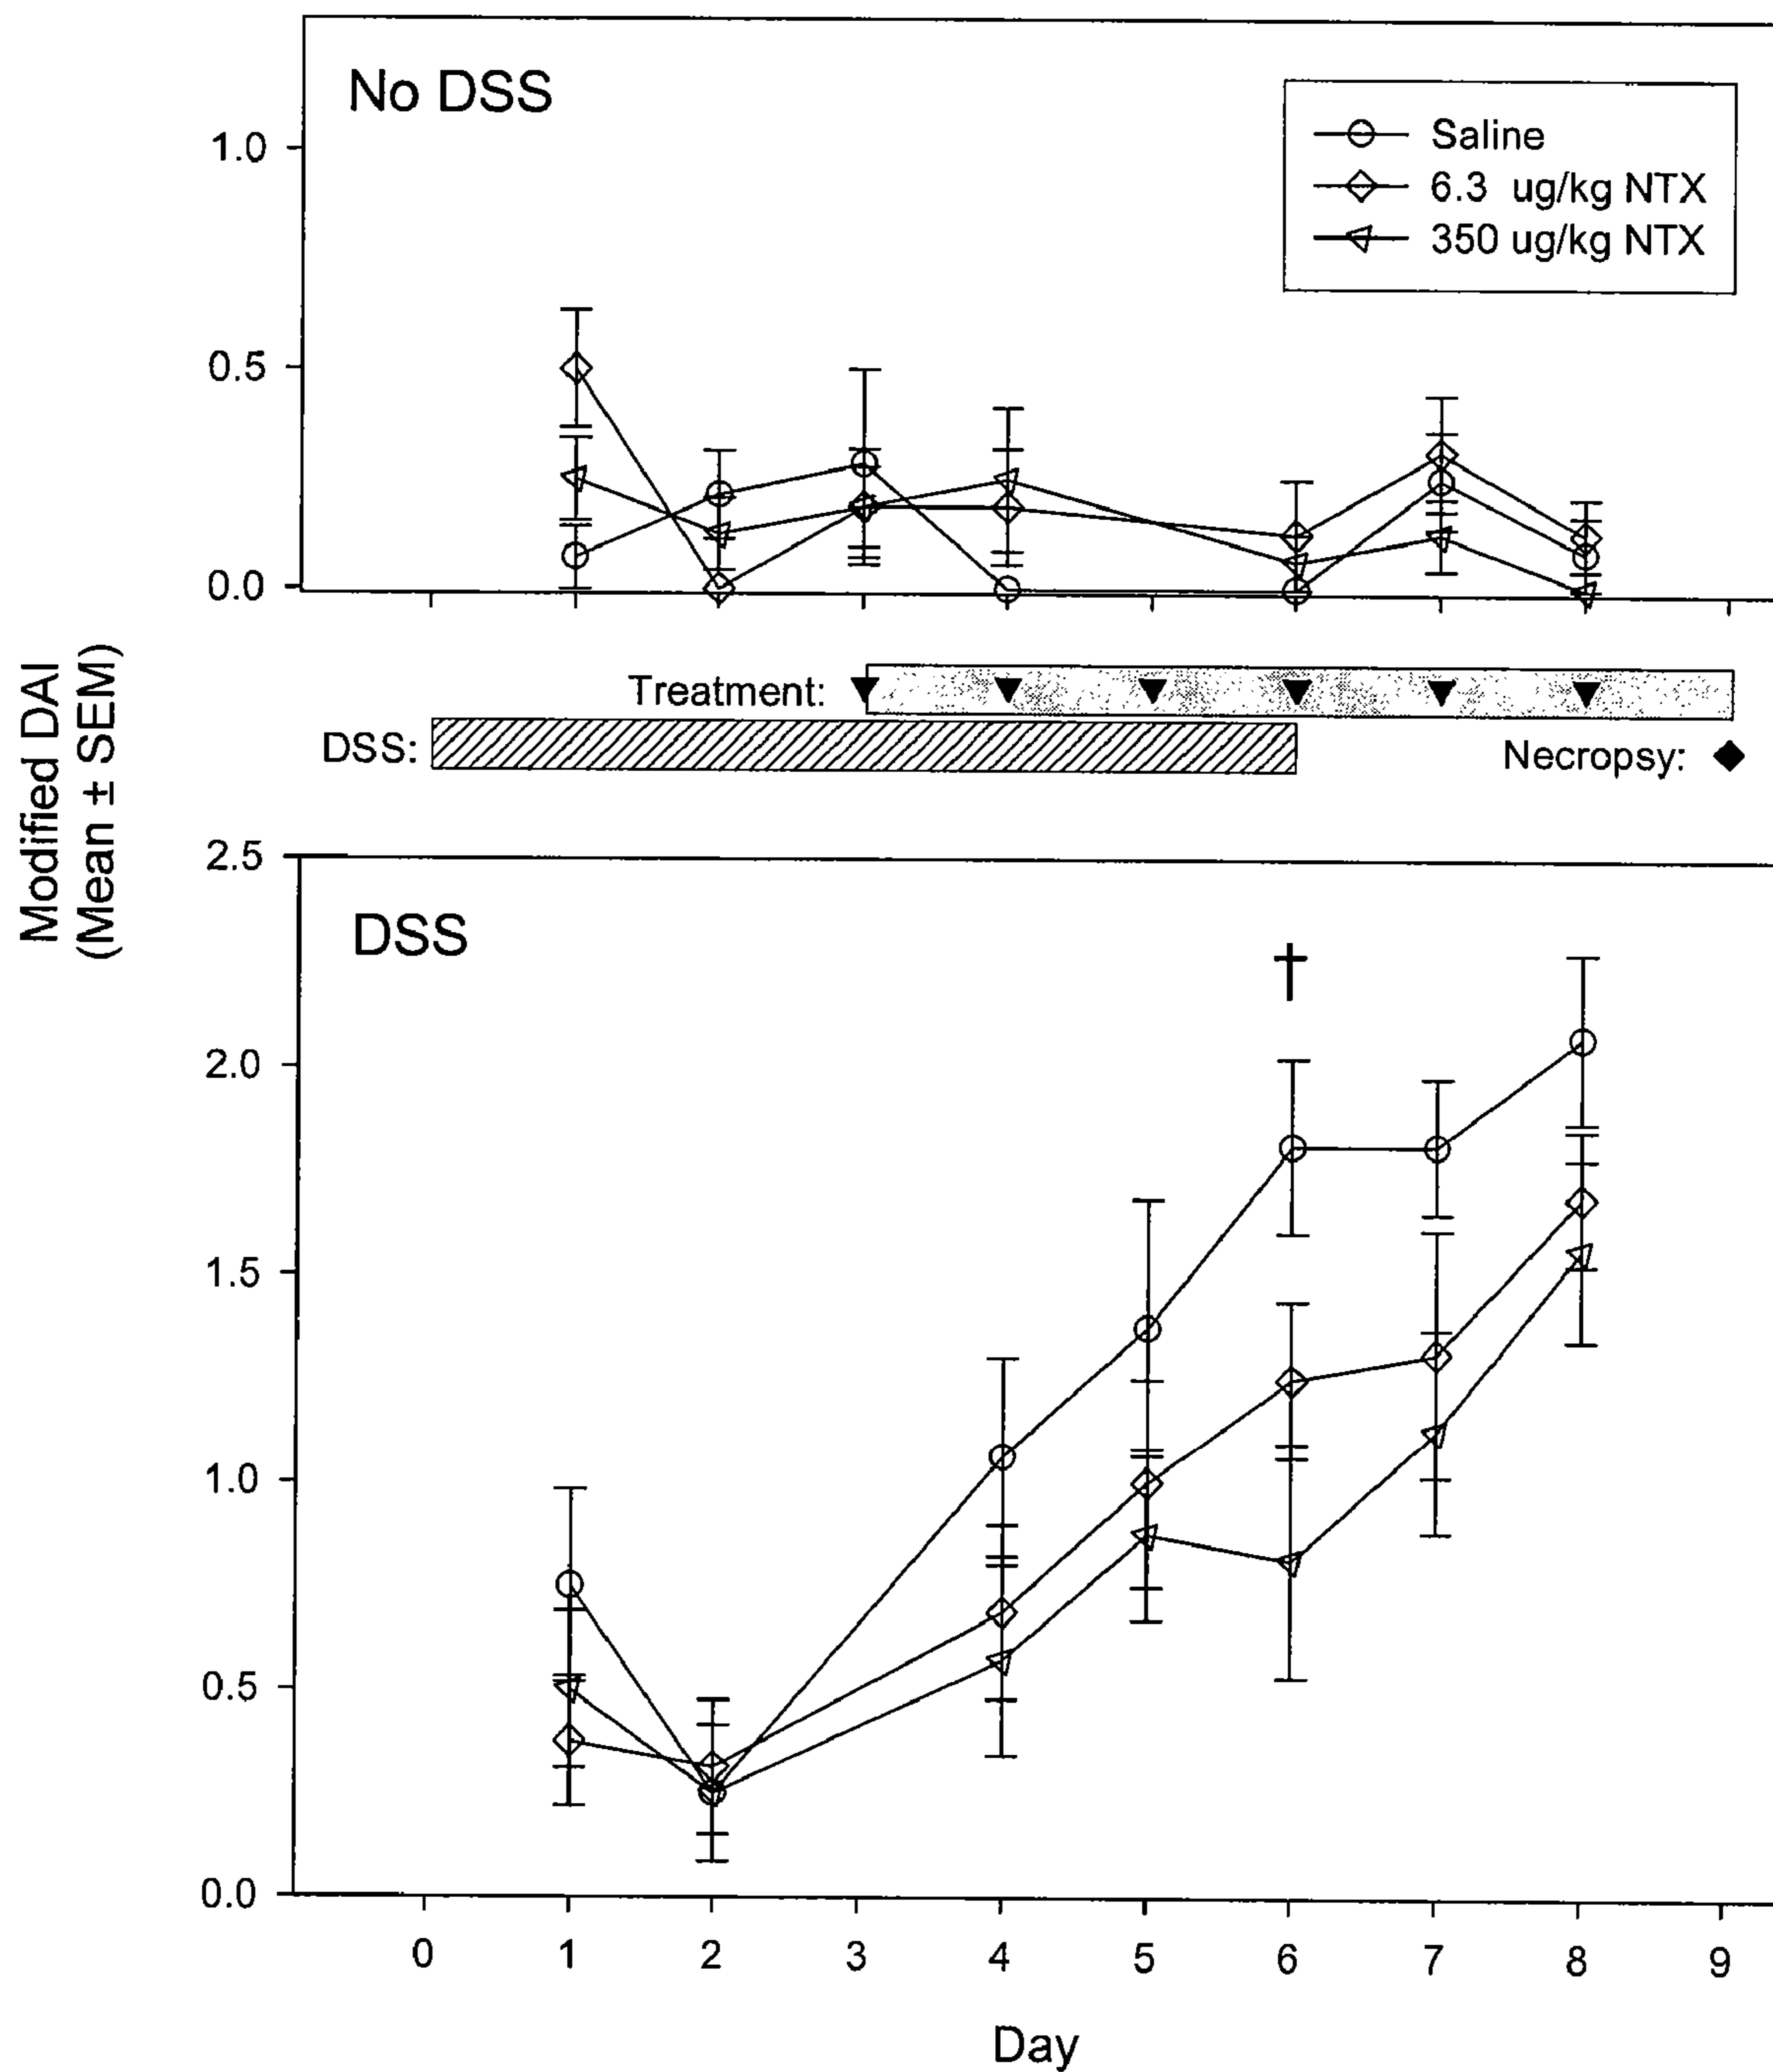 No DSS
Saline
6.3 ug/kg NTX
350 ug/kg NTX
1.0
0.5
0.0
Treatment:
DSS:
Necropsy:
Modified DAI
(Mean ± SEM)
2.5
DSS
†
2.0
1.5
1.0
0.5
0.0
0 1 2 3 4 5 6 7 8 9
Day